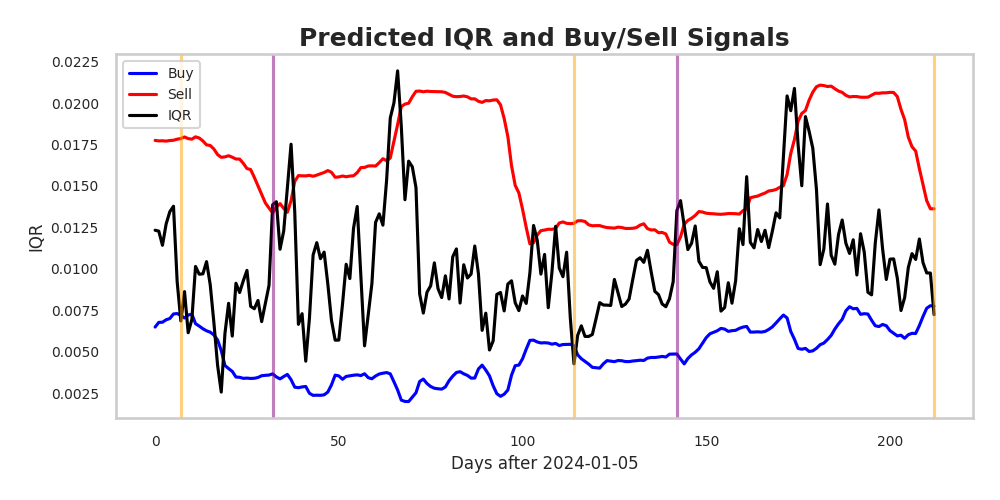 Predicted IQR and Buy/Sell Signals
0.0225
0.0200
0.0175
0.0150
0.0125
0.0100
0.0075
0.0050
0.0025
IQR
Buy
Sell
IQR
0 50 100 150 200
Days after 2024-01-05